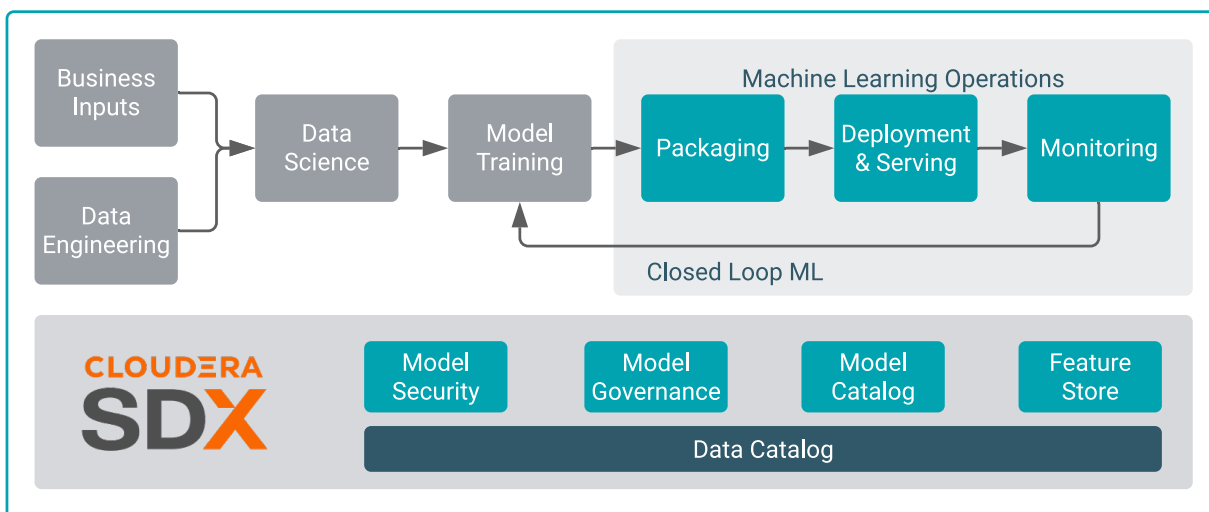 Business
Inputs
Data
Engineering
Data
Science
Model
Training
Machine Learning Operations
Packaging
Deployment
& Serving
Monitoring
Closed Loop ML
CLOUDERA
SDX
Model
Security
Model
Governance
Model
Catalog
Feature
Store
Data Catalog